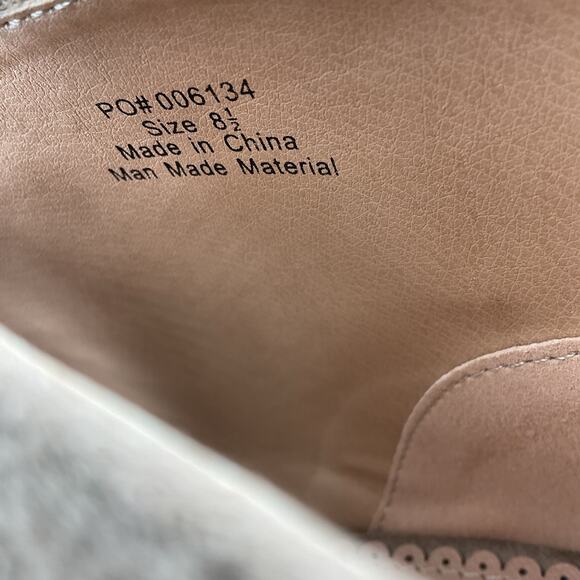 PO#006134
Size 8½
Made in China
Man Made Material